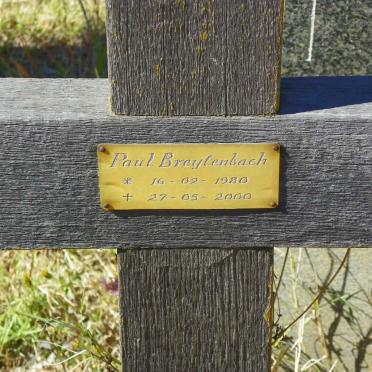 Paul Breytenbach
* 16 - 02 - 1980
+ 27 - 05 - 2000